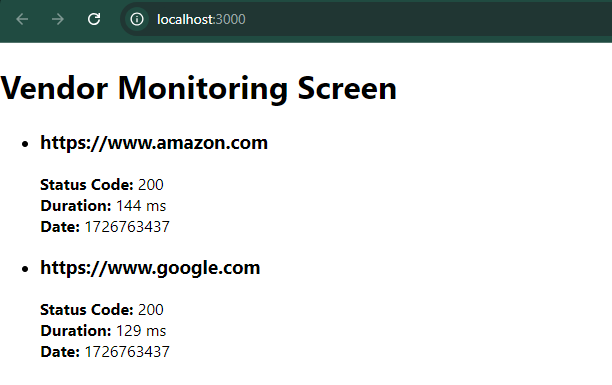 localhost:3000
Vendor Monitoring Screen
https://www.amazon.com
Status Code: 200
Duration: 144 ms
Date: 1726763437
https://www.google.com
Status Code: 200
Duration: 129 ms
Date: 1726763437